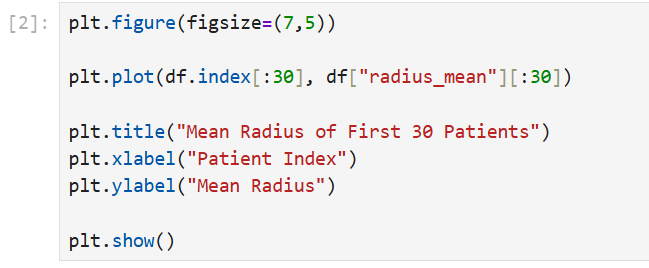 [2]: plt.figure(figsize=(7,5))
plt.plot(df.index[:30], df["radius_mean"][:30])
plt.title("Mean Radius of First 30 Patients")
plt.xlabel("Patient Index")
plt.ylabel("Mean Radius")
plt.show()